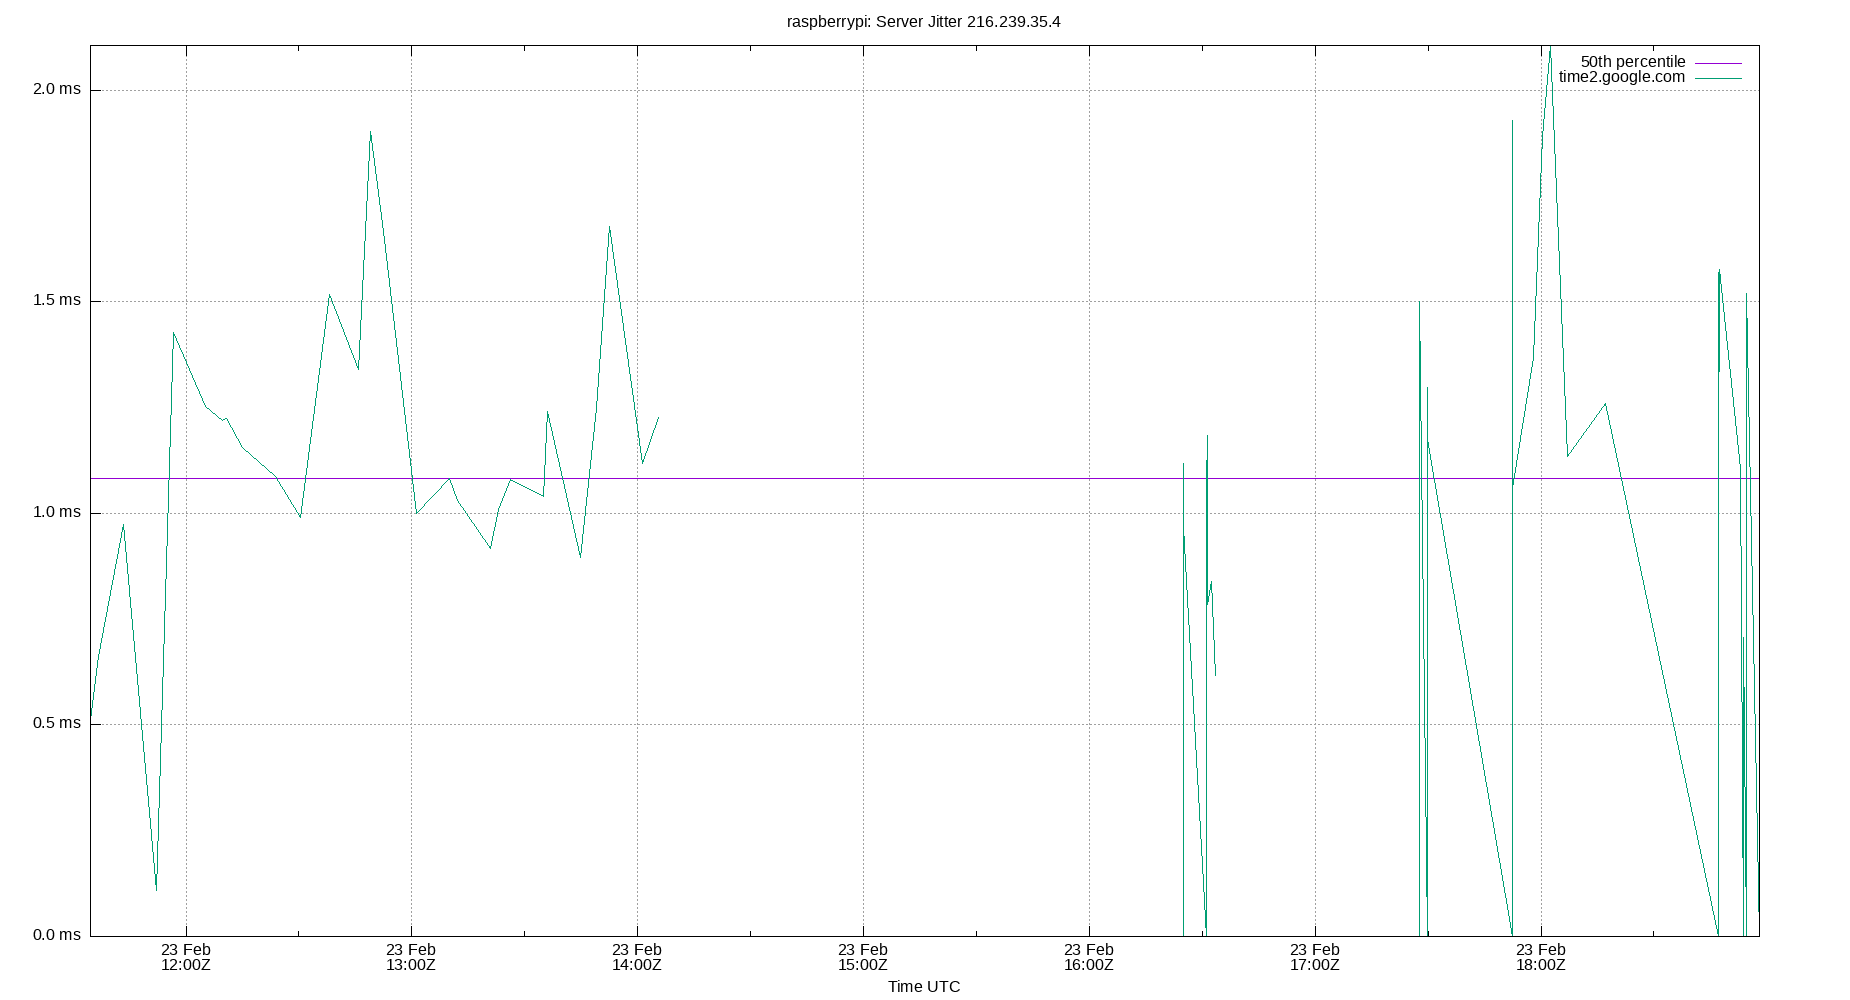 raspberrypi: Server Jitter 216.239.35.4
50th percentile
time2.google.com
2.0 ms
1.5 ms
1.0 ms
0.5 ms
0.0 ms
23 Feb 23 Feb 23 Feb 23 Feb 23 Feb 23 Feb 23 Feb
12:00Z 13:00Z 14:00Z 15:00Z 16:00Z 17:00Z 18:00Z
Time UTC